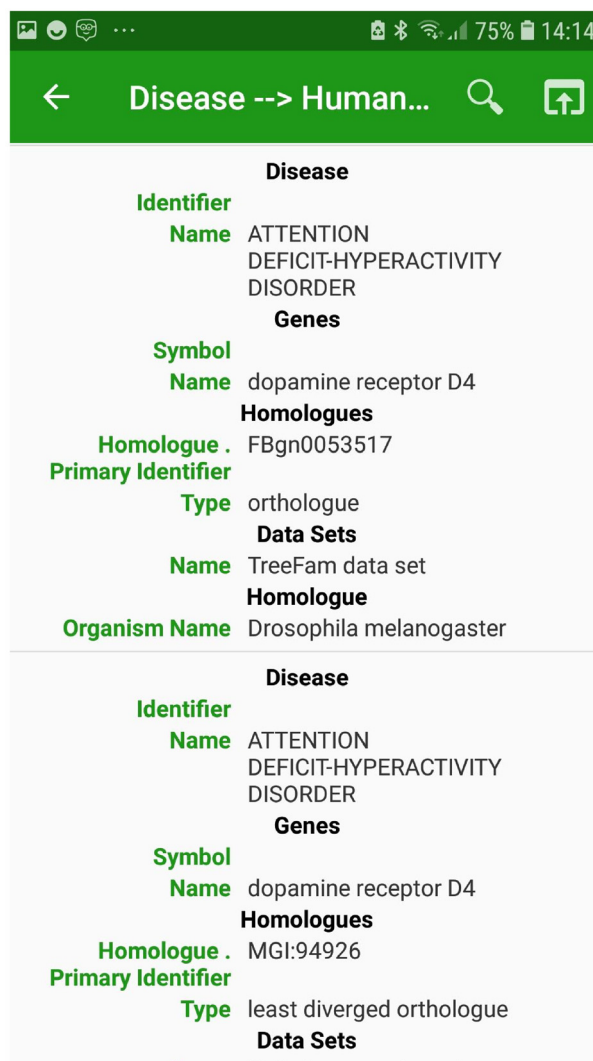 75% 14:14
Disease --> Human...
Disease
Identifier
Name ATTENTION
DEFICIT-HYPERACTIVITY
DISORDER
Genes
Symbol
Name dopamine receptor D4
Homologues
Homologue . FBgn0053517
Primary Identifier
Type orthologue
Data Sets
Name TreeFam data set
Homologue
Organism Name Drosophila melanogaster
Disease
Identifier
Name ATTENTION
DEFICIT-HYPERACTIVITY
DISORDER
Genes
Symbol
Name dopamine receptor D4
Homologues
Homologue . MGI:94926
Primary Identifier
Type least diverged orthologue
Data Sets